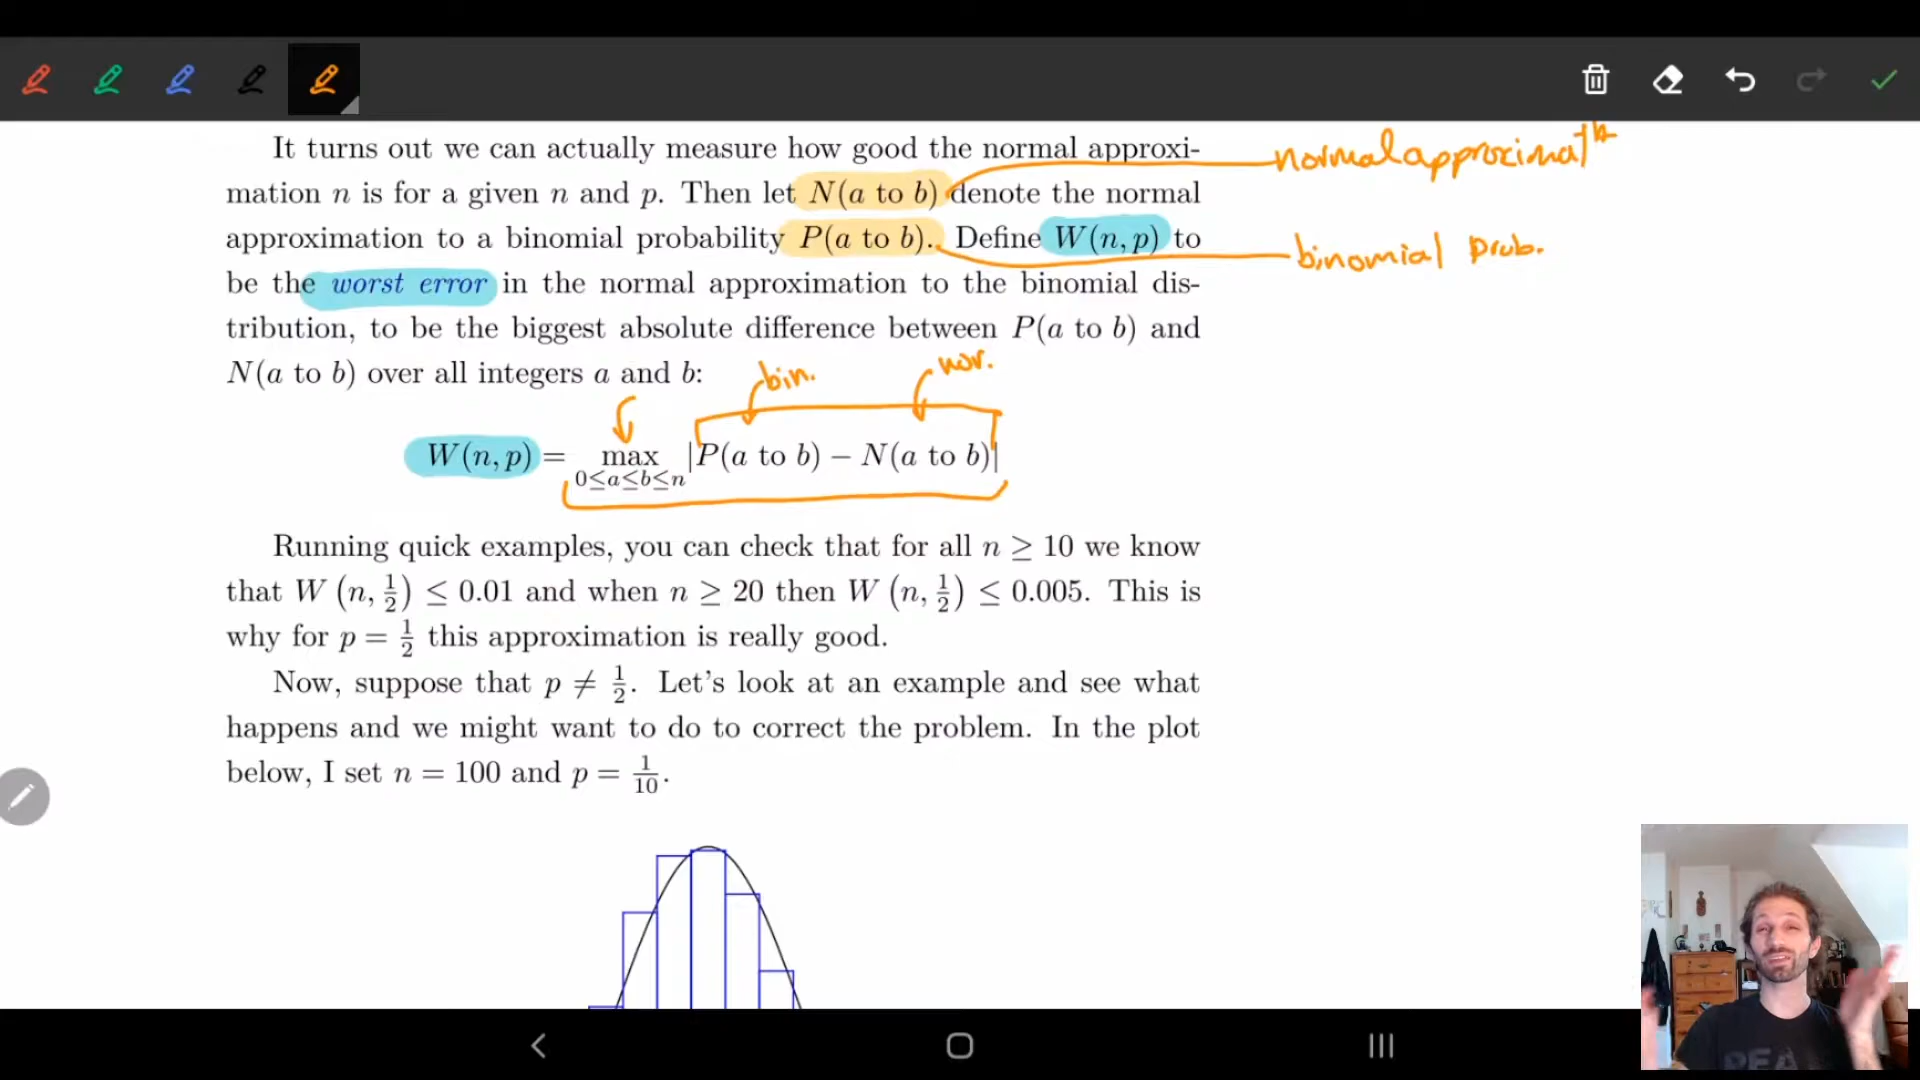 It turns out we can actually measure how good the normal approxi-
normal approximat
mation n is for a given n and p. Then let N(a to b) denote the normal
approximation to a binomial probability P(a to b). Define W(n, p) to
binomial prob.
be the worst error in the normal approximation to the binomial dis-
tribution, to be the biggest absolute difference between P(a to b) and
N(a to b) over all integers a and b:
bin.
nor.
W(n, p) = max |P(a to b) − N(a to b)|
0≤a≤b≤n
Running quick examples, you can check that for all n ≥ 10 we know
that W (n, 1/2) ≤ 0.01 and when n ≥ 20 then W (n, 1/2) ≤ 0.005. This is
why for p = 1/2 this approximation is really good.
Now, suppose that p ≠ 1/2. Let's look at an example and see what
happens and we might want to do to correct the problem. In the plot
below, I set n = 100 and p = 1/10.